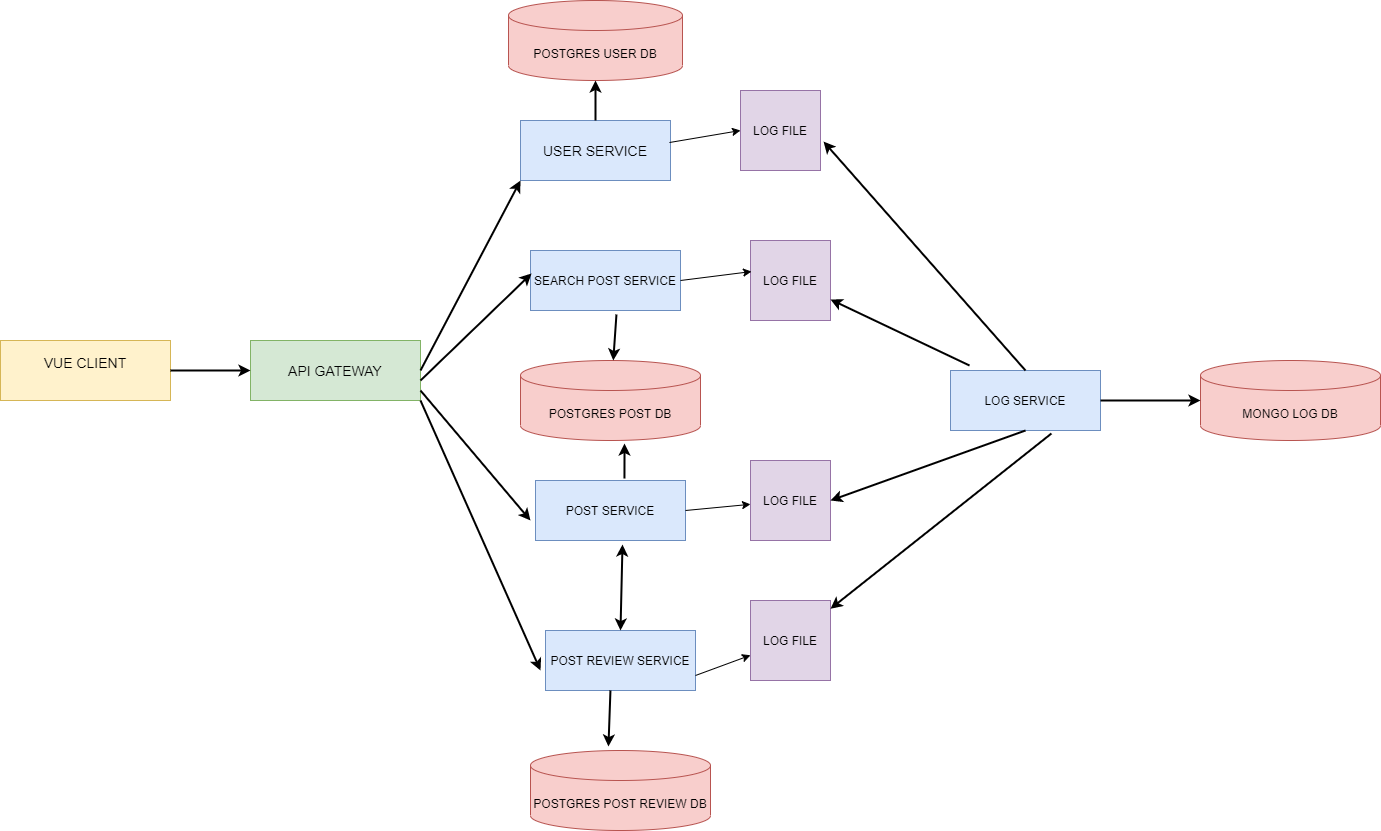 POSTGRES USER DB
USER SERVICE
LOG FILE
SEARCH POST SERVICE
LOG FILE
VUE CLIENT
API GATEWAY
POSTGRES POST DB
LOG SERVICE
MONGO LOG DB
POST SERVICE
LOG FILE
POST REVIEW SERVICE
LOG FILE
POSTGRES POST REVIEW DB